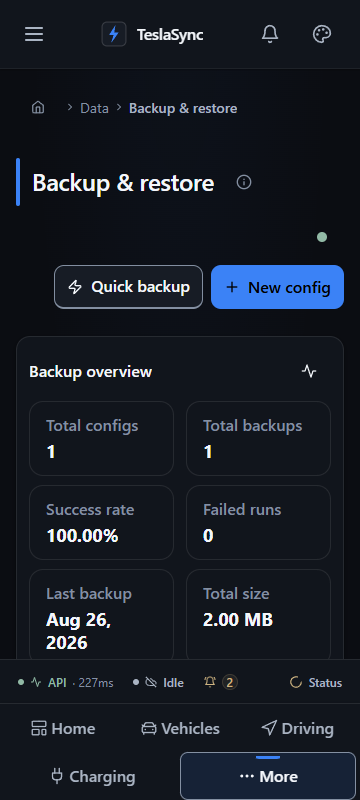 TeslaSync
Data
Backup & restore
Backup & restore
Quick backup
New config
Backup overview
Total configs
1
Total backups
1
Success rate
100.00%
Failed runs
0
Last backup
Aug 26,
2026
Total size
2.00 MB
API · 227ms
Idle
2
Status
Home
Vehicles
Driving
Charging
More